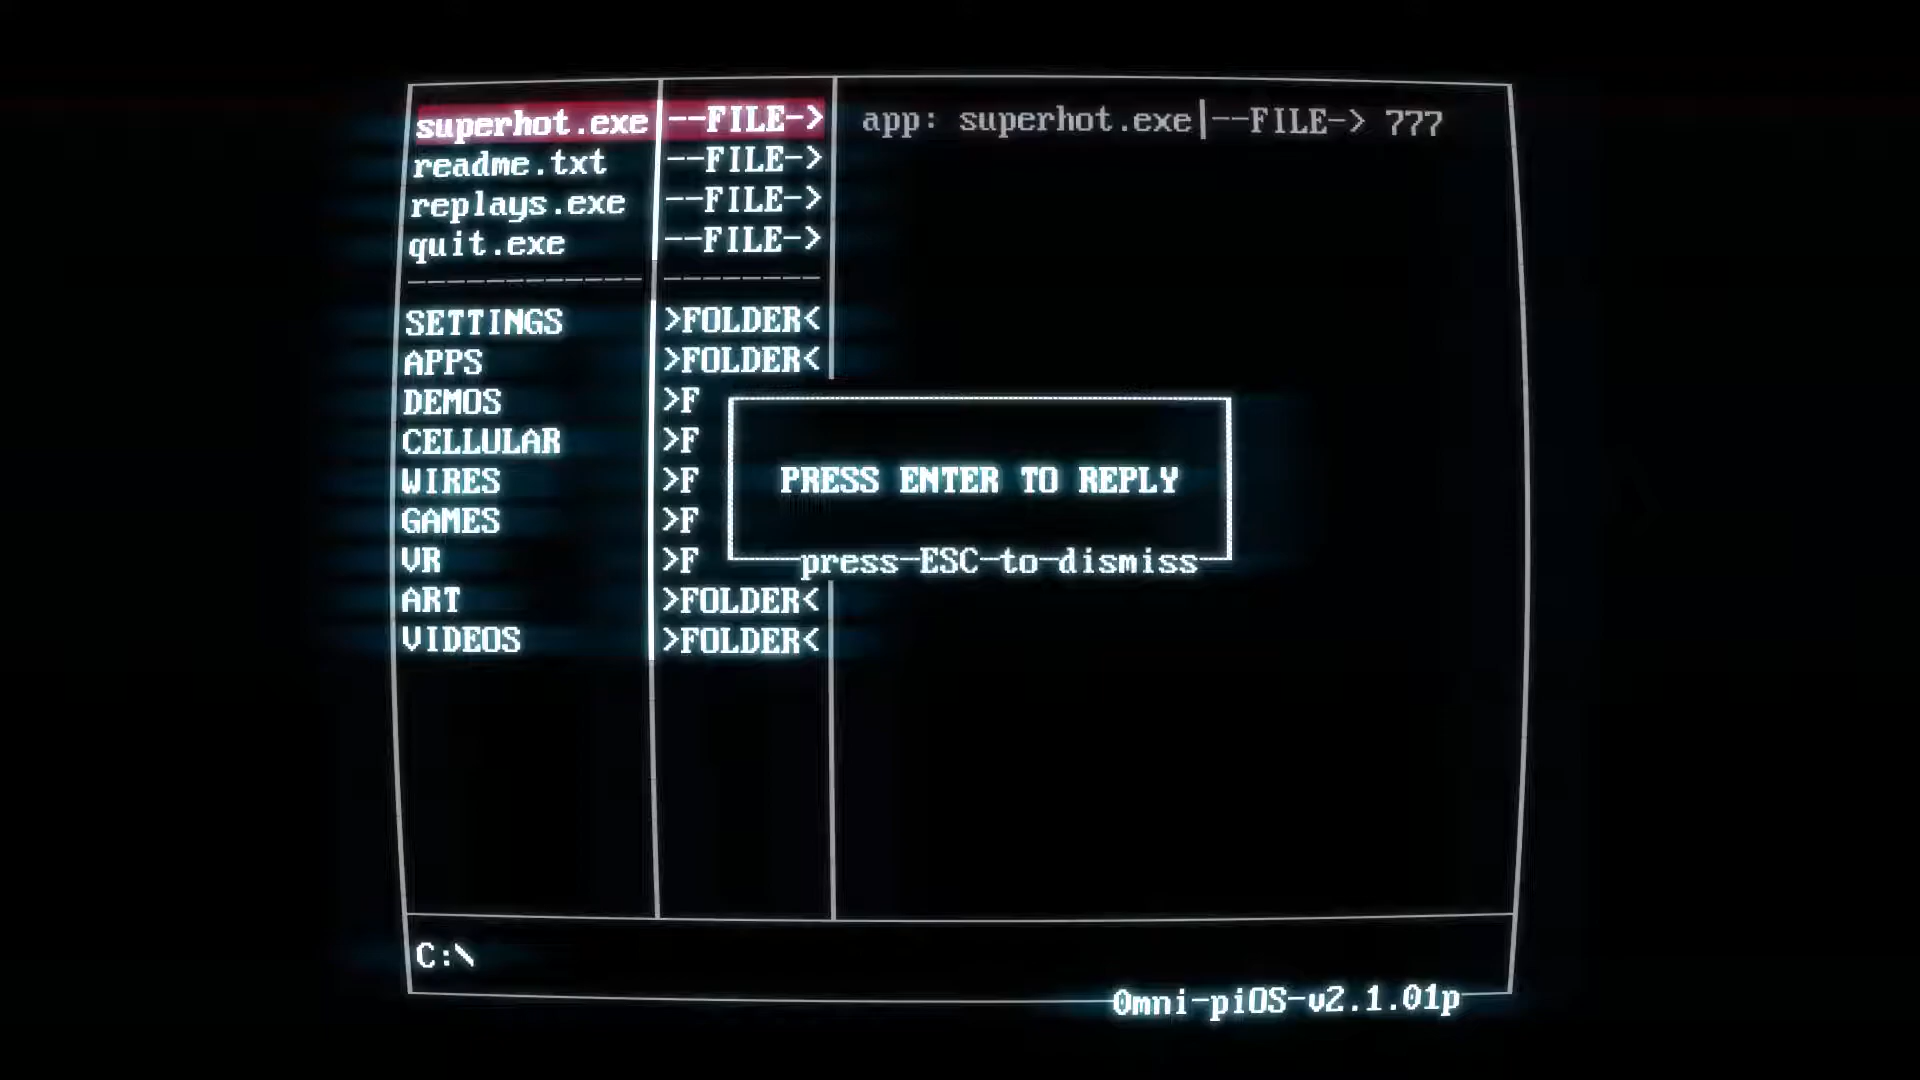 superhot.exe --FILE-> app: superhot.exe|--FILE-> 777
readme.txt --FILE->
replays.exe --FILE->
quit.exe --FILE->
SETTINGS >FOLDER<
APPS >FOLDER<
DEMOS >F
CELLULAR >F
WIRES >F
GAMES >F
VR >F
ART >FOLDER<
VIDEOS >FOLDER<
PRESS ENTER TO REPLY
press-ESC-to-dismiss
C:\
Omni-piOS-v2.1.01p